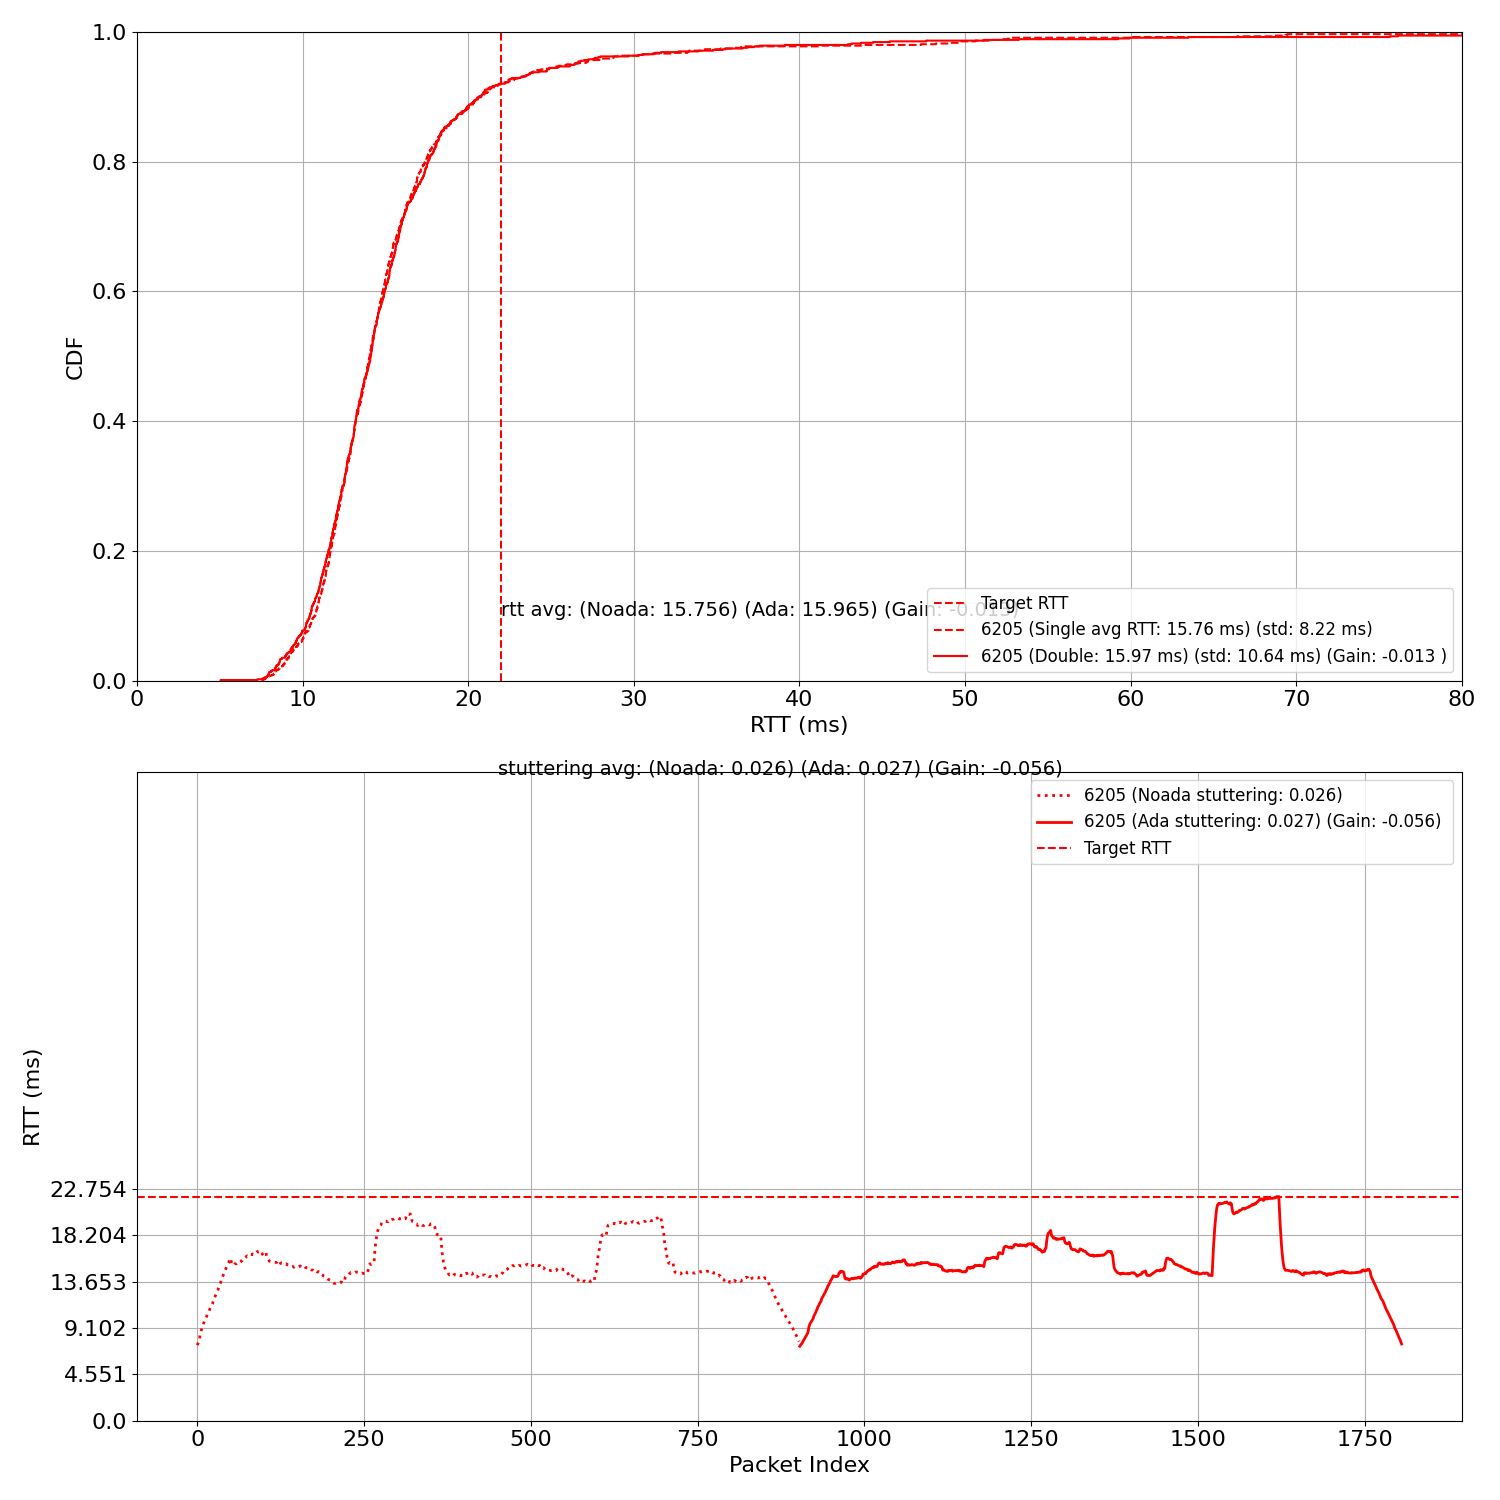 1.0
0.8
0.6
0.4
0.2
0.0
CDF
rtt avg: (Noada: 15.756) (Ada: 15.965) (Gain: -0.013)
Target RTT
6205 (Single avg RTT: 15.76 ms) (std: 8.22 ms)
6205 (Double: 15.97 ms) (std: 10.64 ms) (Gain: -0.013 )
0 10 20 30 40 50 60 70 80
RTT (ms)
stuttering avg: (Noada: 0.026) (Ada: 0.027) (Gain: -0.056)
6205 (Noada stuttering: 0.026)
6205 (Ada stuttering: 0.027) (Gain: -0.056)
Target RTT
RTT (ms)
22.754
18.204
13.653
9.102
4.551
0.0
0 250 500 750 1000 1250 1500 1750
Packet Index